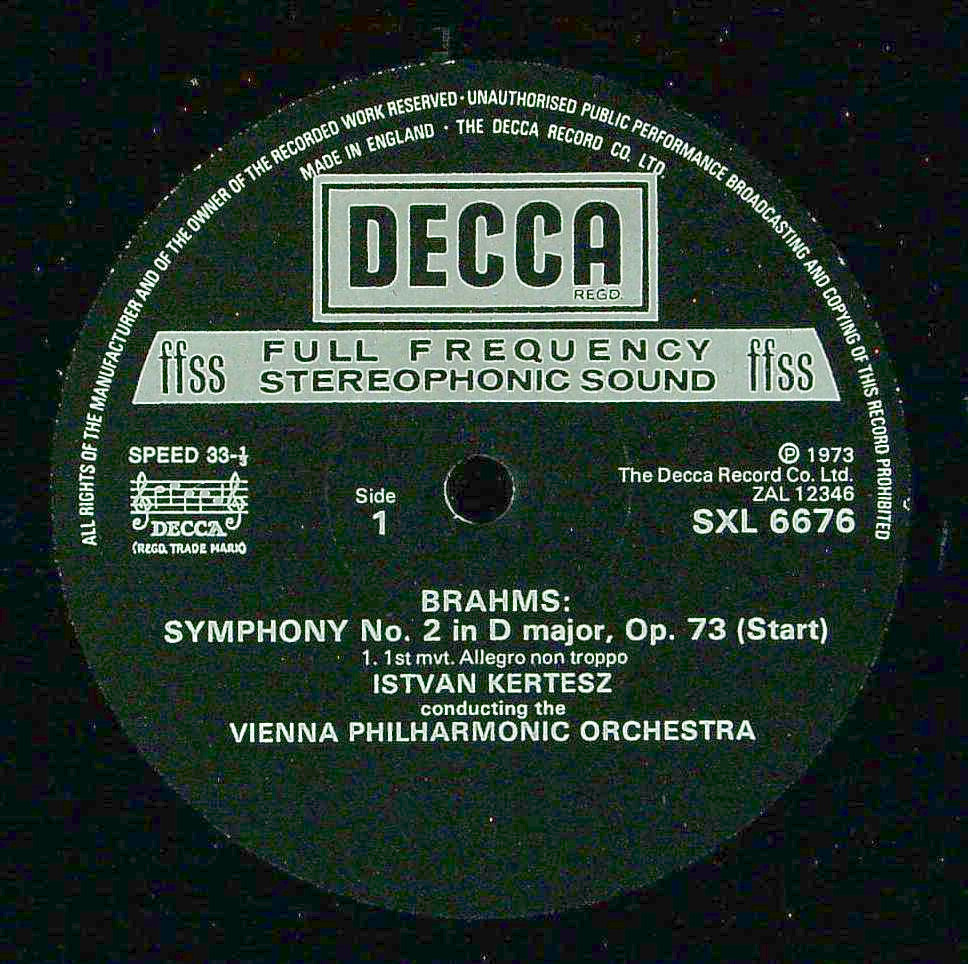 ALL RIGHTS OF THE MANUFACTURER AND OF THE OWNER OF THE RECORDED WORK RESERVED · UNAUTHORISED PUBLIC PERFORMANCE BROADCASTING AND COPYING OF THIS RECORD PROHIBITED
MADE IN ENGLAND · THE DECCA RECORD CO. LTD.
DECCA
REGD.
ffss FULL FREQUENCY STEREOPHONIC SOUND ffss
SPEED 33-⅓
DECCA
(REGD. TRADE MARK)
Side
1
Ⓟ 1973
The Decca Record Co. Ltd.
ZAL 12346
SXL 6676
BRAHMS:
SYMPHONY No. 2 in D major, Op. 73 (Start)
1. 1st mvt. Allegro non troppo
ISTVAN KERTESZ
conducting the
VIENNA PHILHARMONIC ORCHESTRA